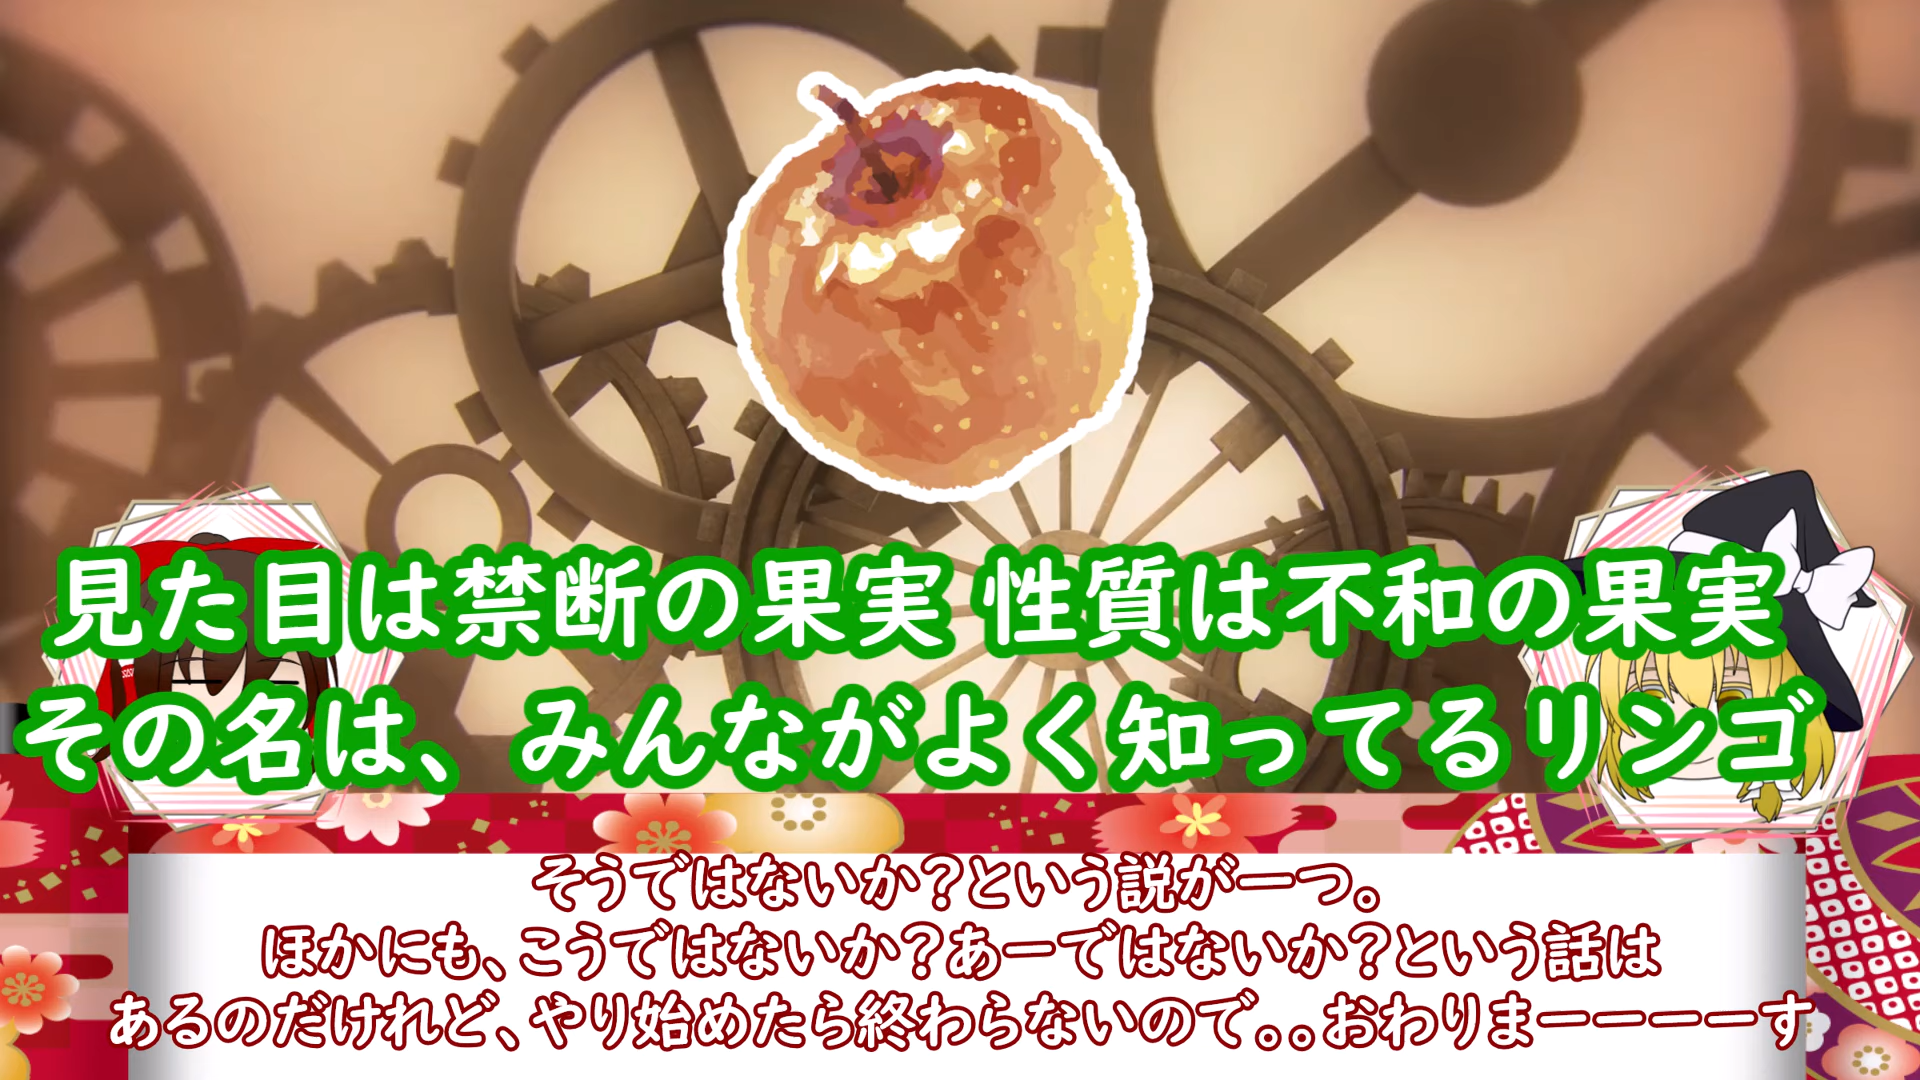 見た目は禁断の果実 性質は不和の果実
その名は、みんながよく知ってるリンゴ
そうではないか？という説が一つ。
ほかにも、こうではないか？あーではないか？という話は
あるのだけれど、やり始めたら終わらないので。。おわりまーーーーす